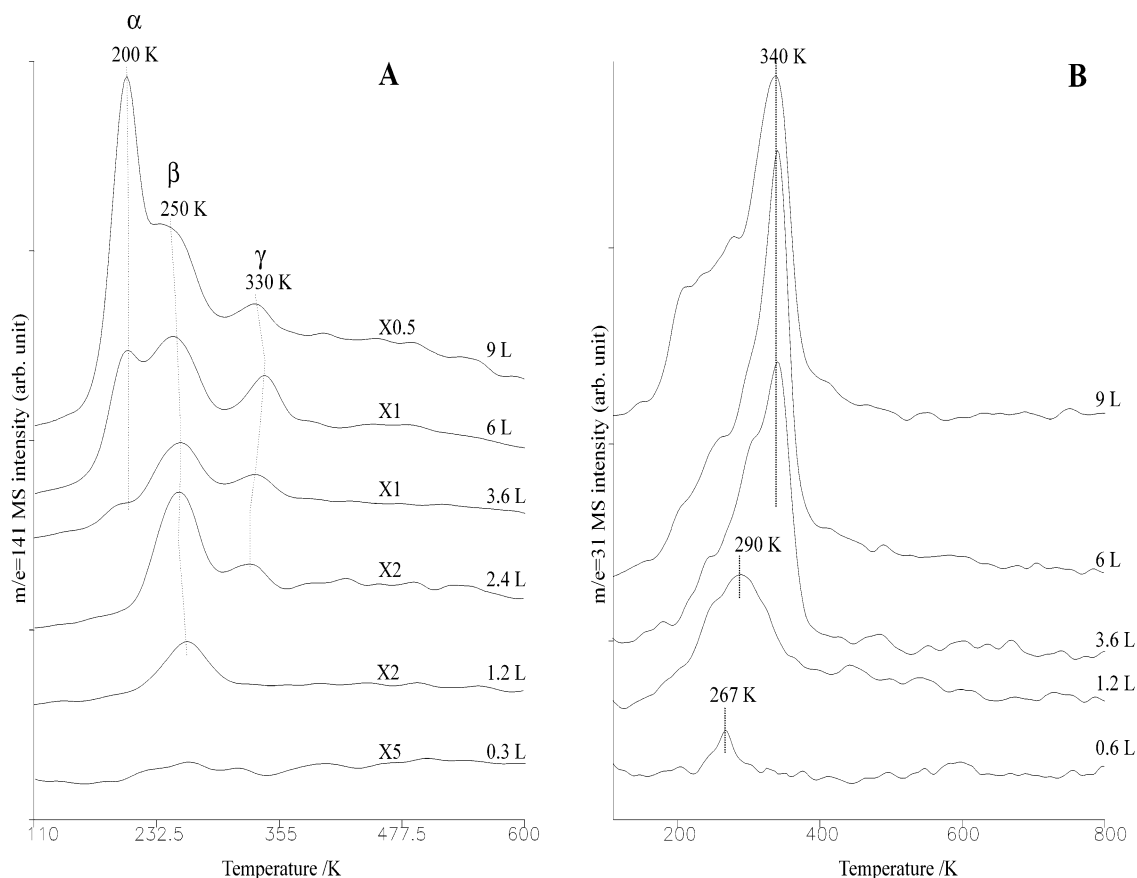 α
200 K
A
β
250 K
γ
330 K
X0.5
9 L
X1
6 L
X1
3.6 L
X2
2.4 L
X2
1.2 L
X5
0.3 L
m/e=141 MS intensity (arb. unit)
110 232.5 355 477.5 600
Temperature /K
340 K
B
9 L
6 L
290 K
3.6 L
1.2 L
267 K
0.6 L
m/e=31 MS intensity (arb. unit)
200 400 600 800
Temperature /K